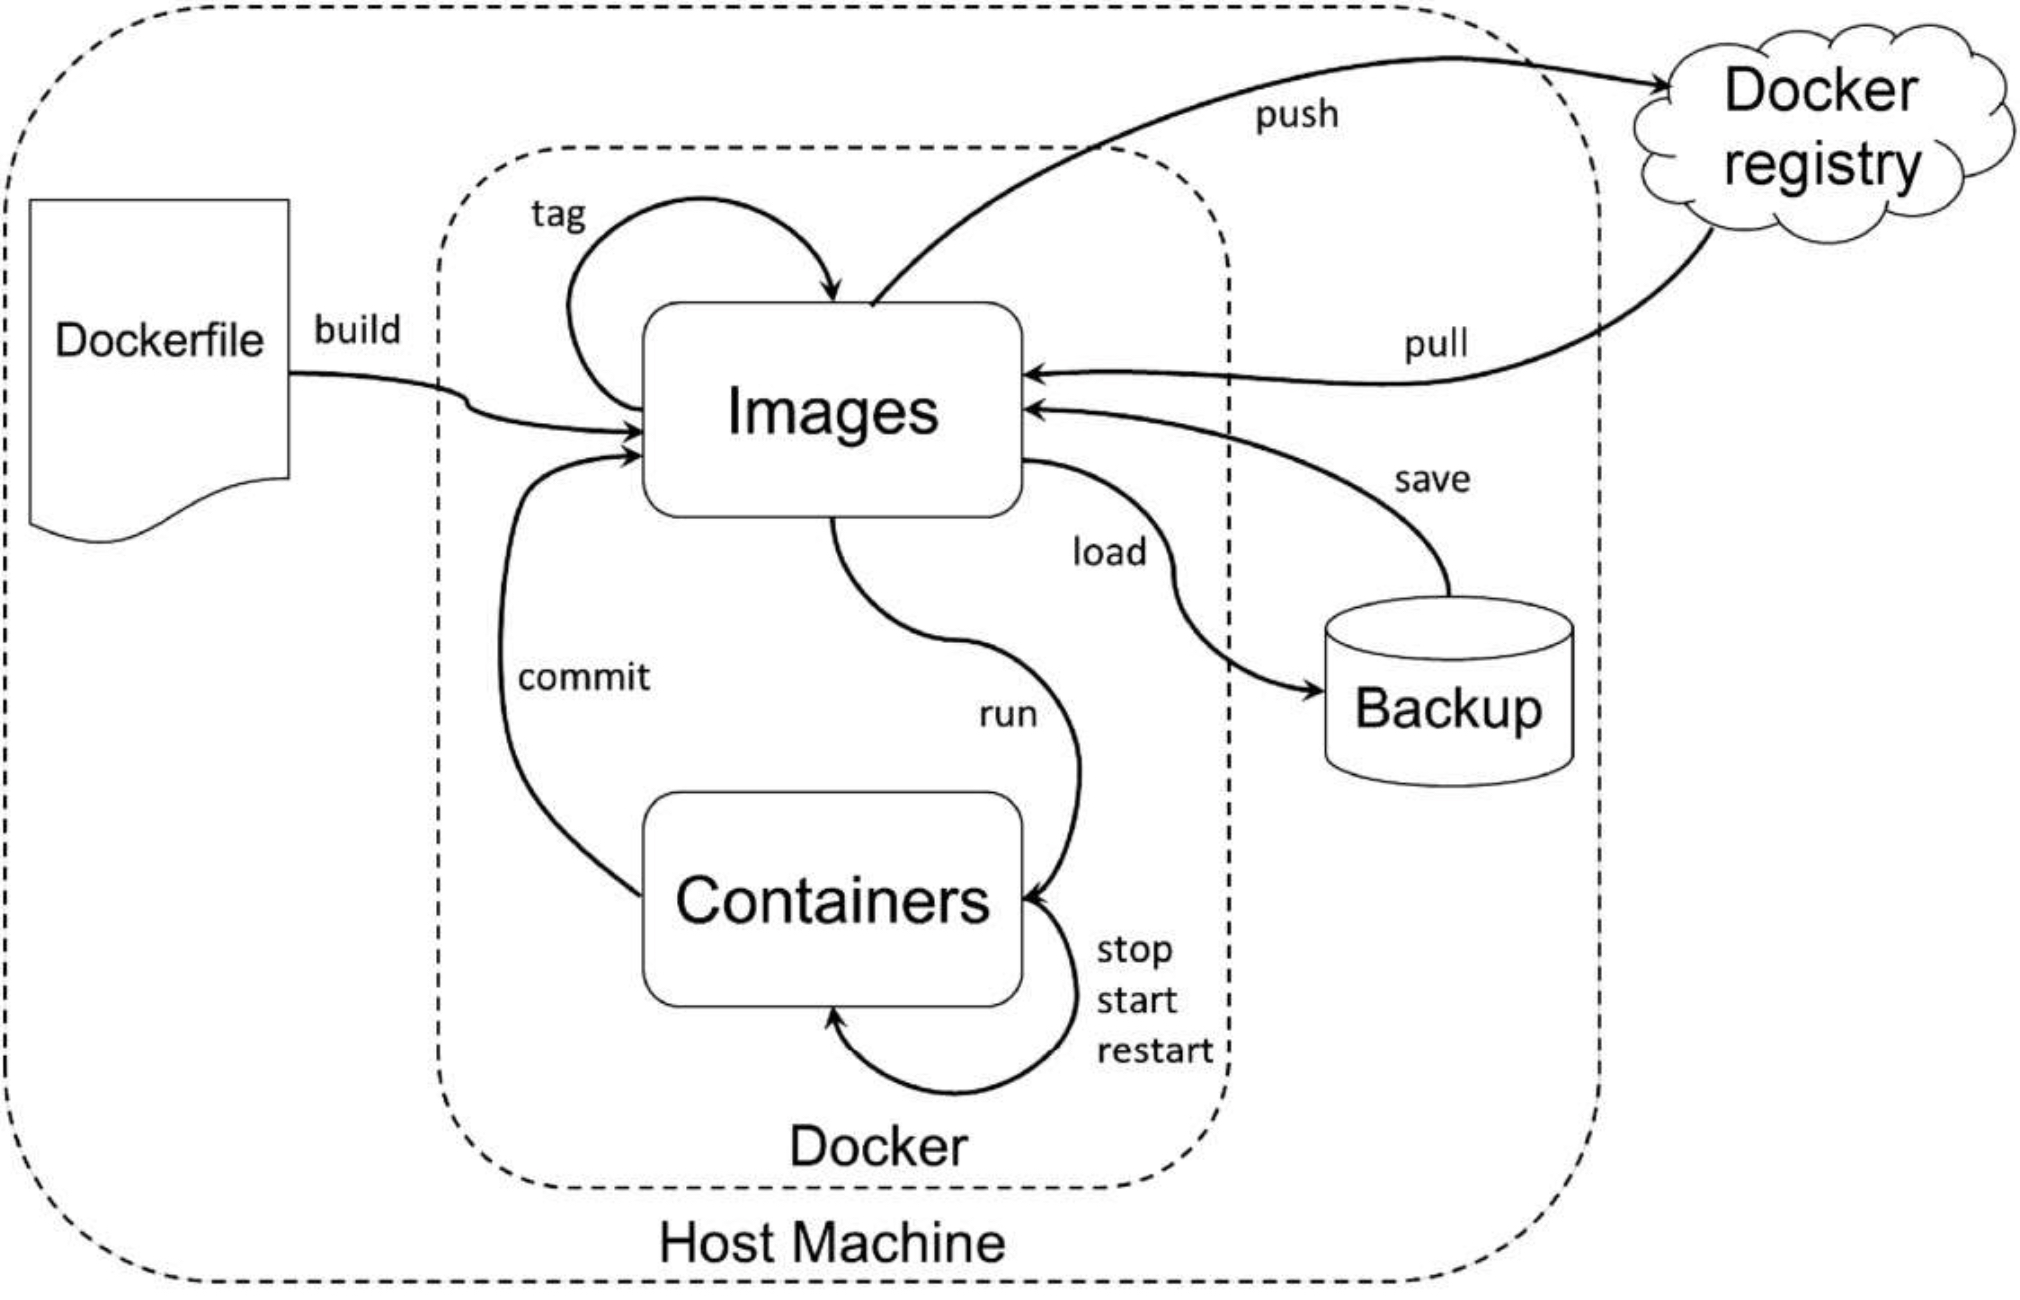 Docker
registry
push
tag
Dockerfile
build
pull
Images
save
load
commit
run
Backup
Containers
stop
start
restart
Docker
Host Machine